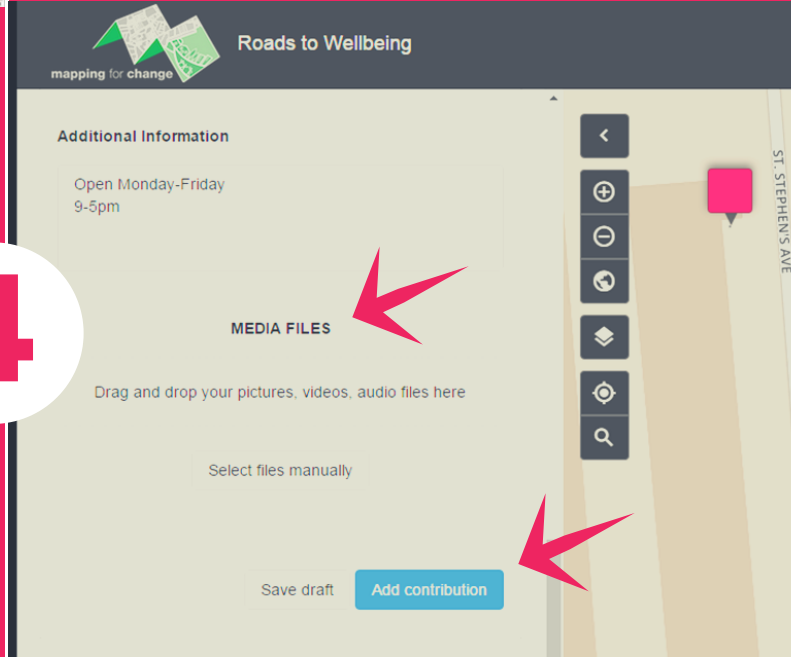 mapping for change
Roads to Wellbeing
Additional Information
Open Monday-Friday
9-5pm
4
MEDIA FILES
Drag and drop your pictures, videos, audio files here
Select files manually
Save draft
Add contribution
ST. STEPHEN'S AVE